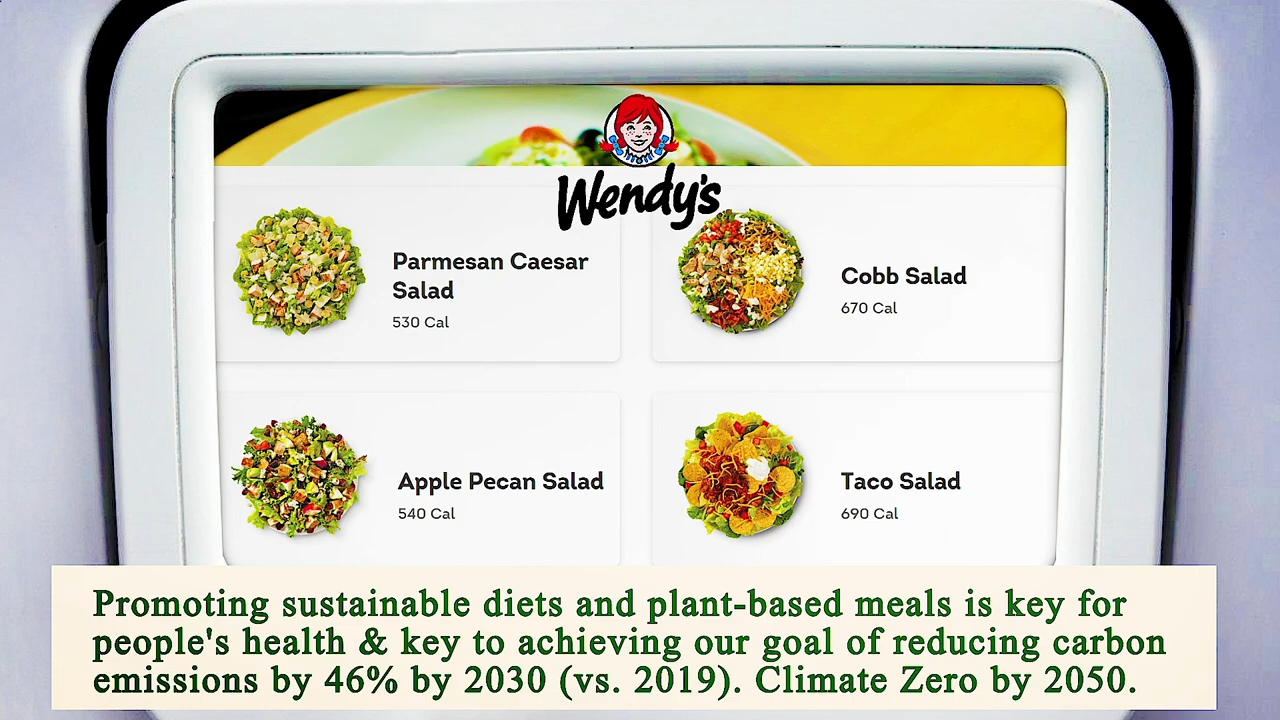 Wendy's
Parmesan Caesar
Salad
530 Cal
Cobb Salad
670 Cal
Apple Pecan Salad
540 Cal
Taco Salad
690 Cal
Promoting sustainable diets and plant-based meals is key for
people's health & key to achieving our goal of reducing carbon
emissions by 46% by 2030 (vs. 2019). Climate Zero by 2050.